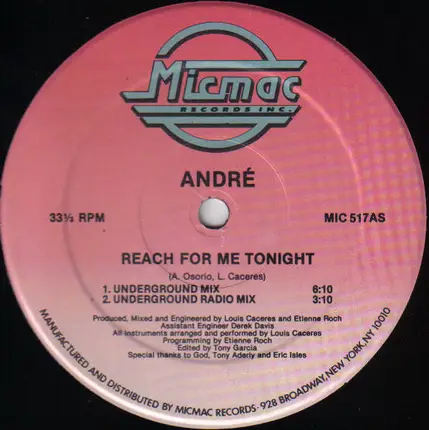 Micmac
RECORDS INC.
ANDRÉ
33⅓ RPM
MIC 517AS
REACH FOR ME TONIGHT
(A. Osorio, L. Caceres)
1. UNDERGROUND MIX 6:10
2. UNDERGROUND RADIO MIX 3:10
Produced, Mixed and Engineered by Louis Caceres and Etienne Roch
Assistant Engineer Derek Davis
All instruments arranged and performed by Louis Caceres
Programming by Etienne Roch
Edited by Tony Garcia
Special thanks to God, Tony Aderly and Eric Isles
MANUFACTURED AND DISTRIBUTED BY MICMAC RECORDS · 928 BROADWAY, NEW YORK, NY 10010